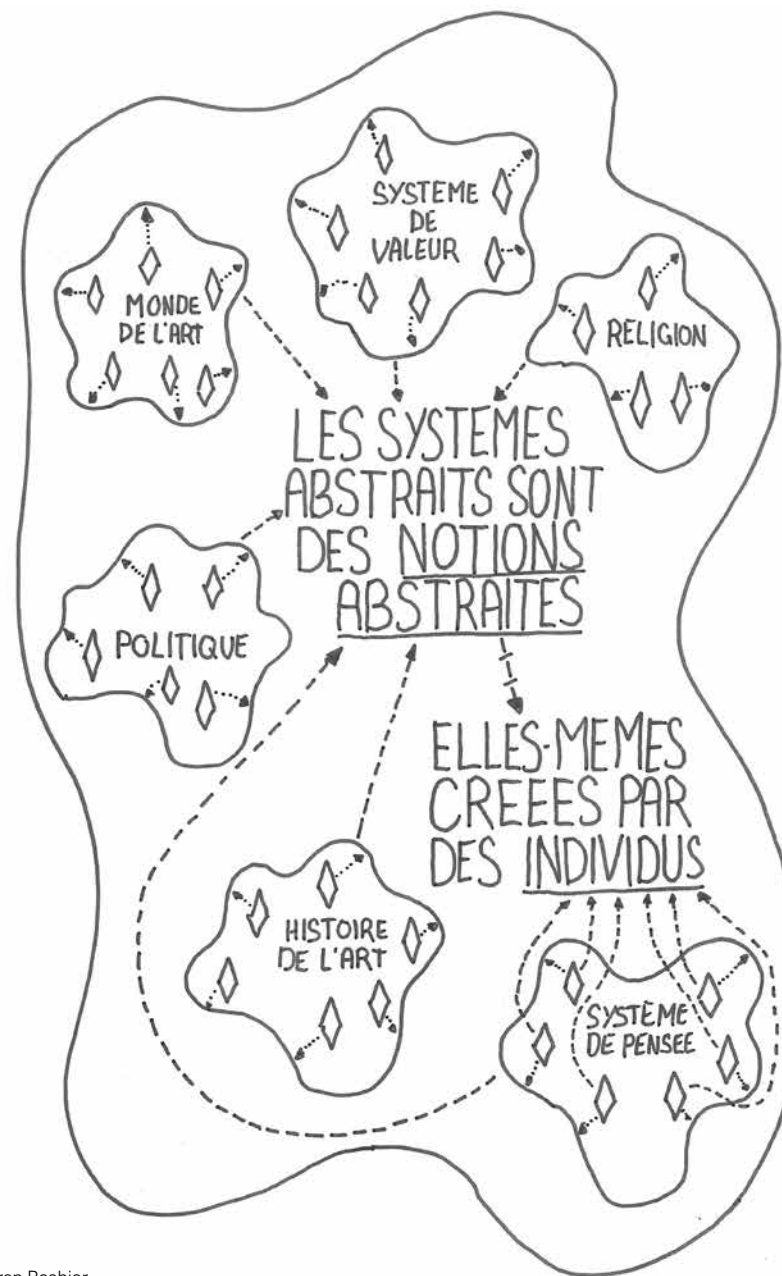 SYSTEME
DE
VALEUR
MONDE
DE L'ART
RELIGION
LES SYSTEMES
ABSTRAITS SONT
DES NOTIONS
ABSTRAITES
POLITIQUE
ELLES-MEMES
CREEES PAR
DES INDIVIDUS
HISTOIRE
DE L'ART
SYSTÈME
DE PENSEE